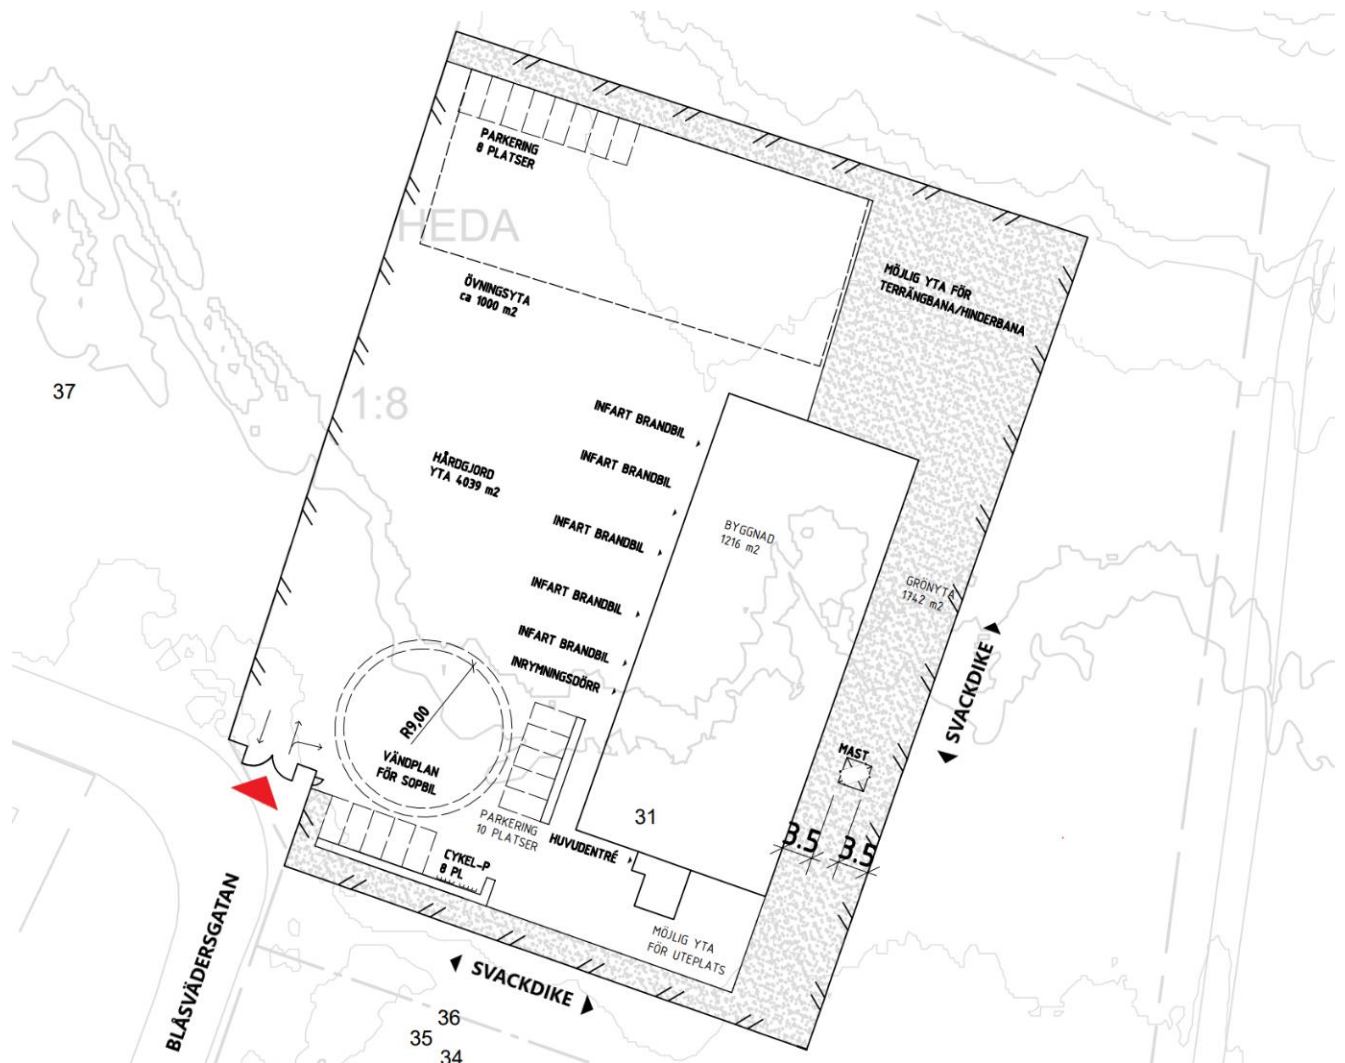 PARKERING
8 PLATSER
HEDA
MÖJLIG YTA FÖR
TERRÄNGBANA/HINDERBANA
ÖVNINGSYTA
ca 1000 m2
37
1:8
INFART BRANDBIL
INFART BRANDBIL
HÅRDGJORD
YTA 4039 m2
INFART BRANDBIL
BYGGNAD
1216 m2
INFART BRANDBIL
GRÖNYTA
1742 m2
INFART BRANDBIL
INRYMNINGSDÖRR
SVACKDIKE
R9,00
VÄNDPLAN
FÖR SOPBIL
MAST
PARKERING
10 PLATSER
31
3.5
3.5
HUVUDENTRÉ
CYKEL-P
8 PL
7
MÖJLIG YTA
FÖR UTEPLATS
BLÅSVÄDERSGATAN
SVACKDIKE
36
35
34